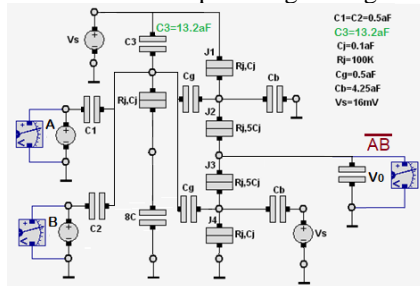 C3=13.2aF
C1=C2=0.5aF
C3=13.2aF
Cj=0.1aF
Rj=100K
Cg=0.5aF
Cb=4.25aF
Vs=16mV
Vs
C3
J1
Rj,Cj
Rj,Cj
Cg
Cb
A
C1
J2
Rj,5Cj
AB
J3
Rj,5Cj
V0
B
C2
Cg
Cb
8C
J4
Rj,Cj
Vs